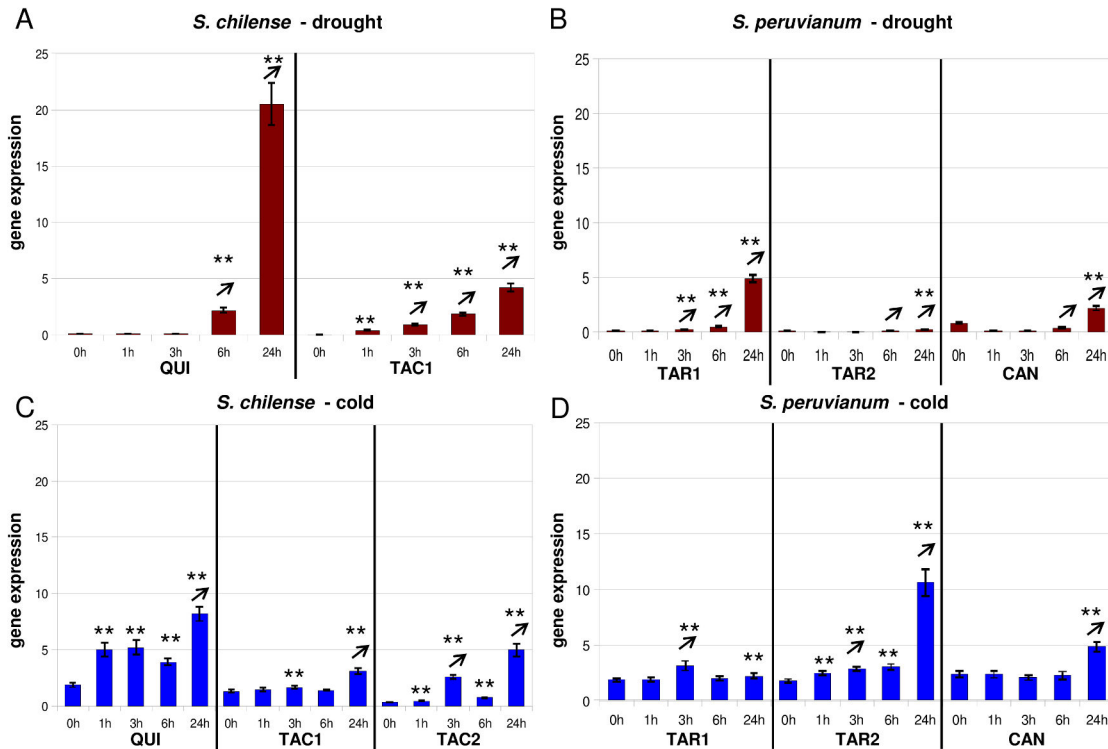 A
S. chilense - drought
gene expression
25
20
15
10
5
0
** ** ** ** ** **
0h 1h 3h 6h 24h 0h 1h 3h 6h 24h
QUI TAC1
B
S. peruvianum - drought
gene expression
25
20
15
10
5
0
** ** ** ** **
0h 1h 3h 6h 24h 0h 1h 3h 6h 24h 0h 1h 3h 6h 24h
TAR1 TAR2 CAN
C
S. chilense - cold
gene expression
25
20
15
10
5
0
** ** ** ** ** ** ** ** ** **
0h 1h 3h 6h 24h 0h 1h 3h 6h 24h 0h 1h 3h 6h 24h
QUI TAC1 TAC2
D
S. peruvianum - cold
gene expression
25
20
15
10
5
0
** ** ** ** ** ** **
0h 1h 3h 6h 24h 0h 1h 3h 6h 24h 0h 1h 3h 6h 24h
TAR1 TAR2 CAN